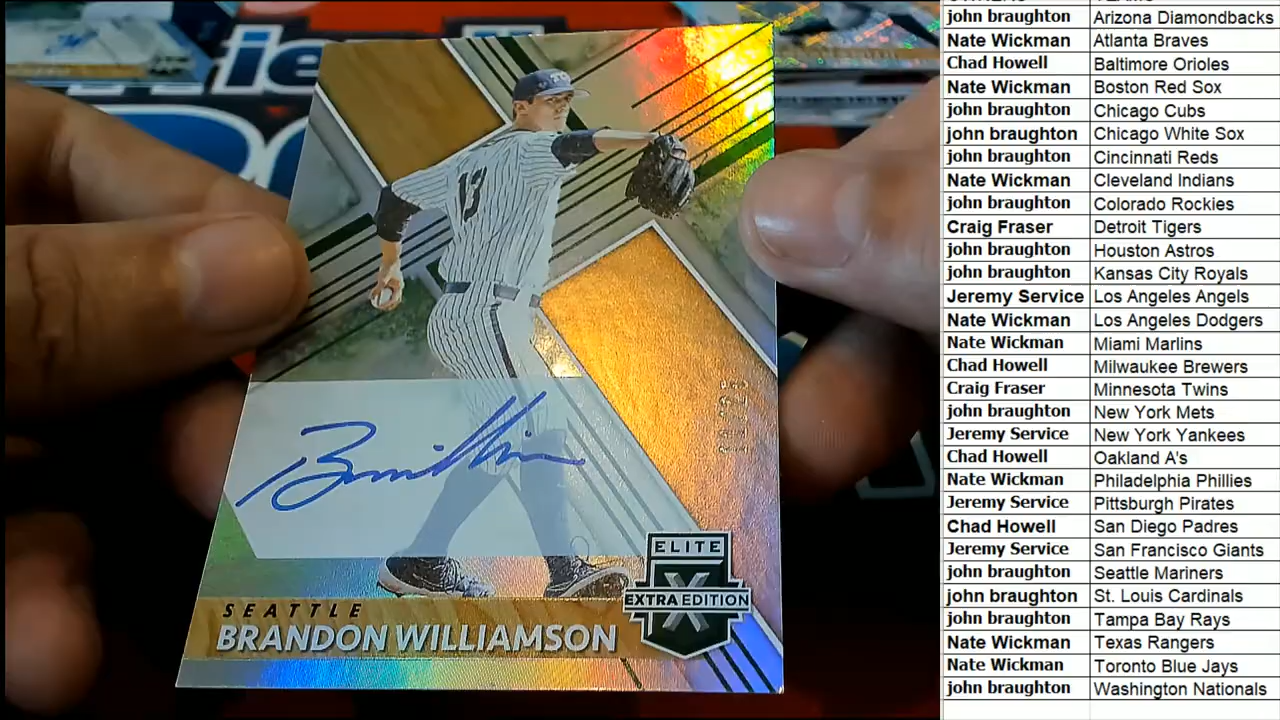 john braughton Arizona Diamondbacks
Nate Wickman Atlanta Braves
Chad Howell Baltimore Orioles
Nate Wickman Boston Red Sox
john braughton Chicago Cubs
john braughton Chicago White Sox
john braughton Cincinnati Reds
Nate Wickman Cleveland Indians
john braughton Colorado Rockies
Craig Fraser Detroit Tigers
john braughton Houston Astros
john braughton Kansas City Royals
Jeremy Service Los Angeles Angels
Nate Wickman Los Angeles Dodgers
Nate Wickman Miami Marlins
Chad Howell Milwaukee Brewers
Craig Fraser Minnesota Twins
john braughton New York Mets
Jeremy Service New York Yankees
Chad Howell Oakland A's
Nate Wickman Philadelphia Phillies
Jeremy Service Pittsburgh Pirates
Chad Howell San Diego Padres
Jeremy Service San Francisco Giants
john braughton Seattle Mariners
john braughton St. Louis Cardinals
john braughton Tampa Bay Rays
Nate Wickman Texas Rangers
Nate Wickman Toronto Blue Jays
john braughton Washington Nationals
13
ELITE
X
EXTRA EDITION
SEATTLE
BRANDON WILLIAMSON